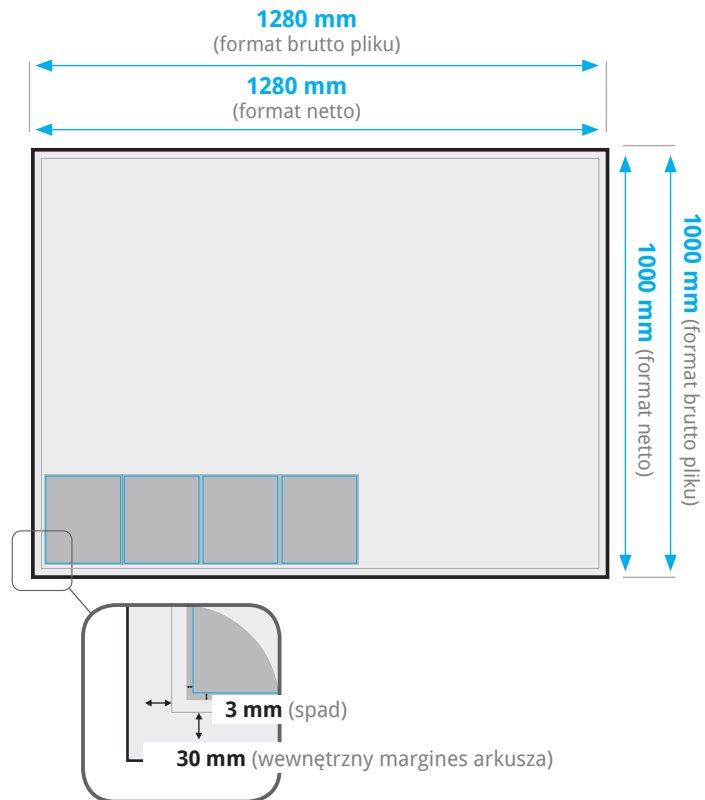 1280 mm
(format brutto pliku)
1280 mm
(format netto)
1000 mm (format netto)
1000 mm (format brutto pliku)
3 mm (spad)
30 mm (wewnętrzny margines arkusza)